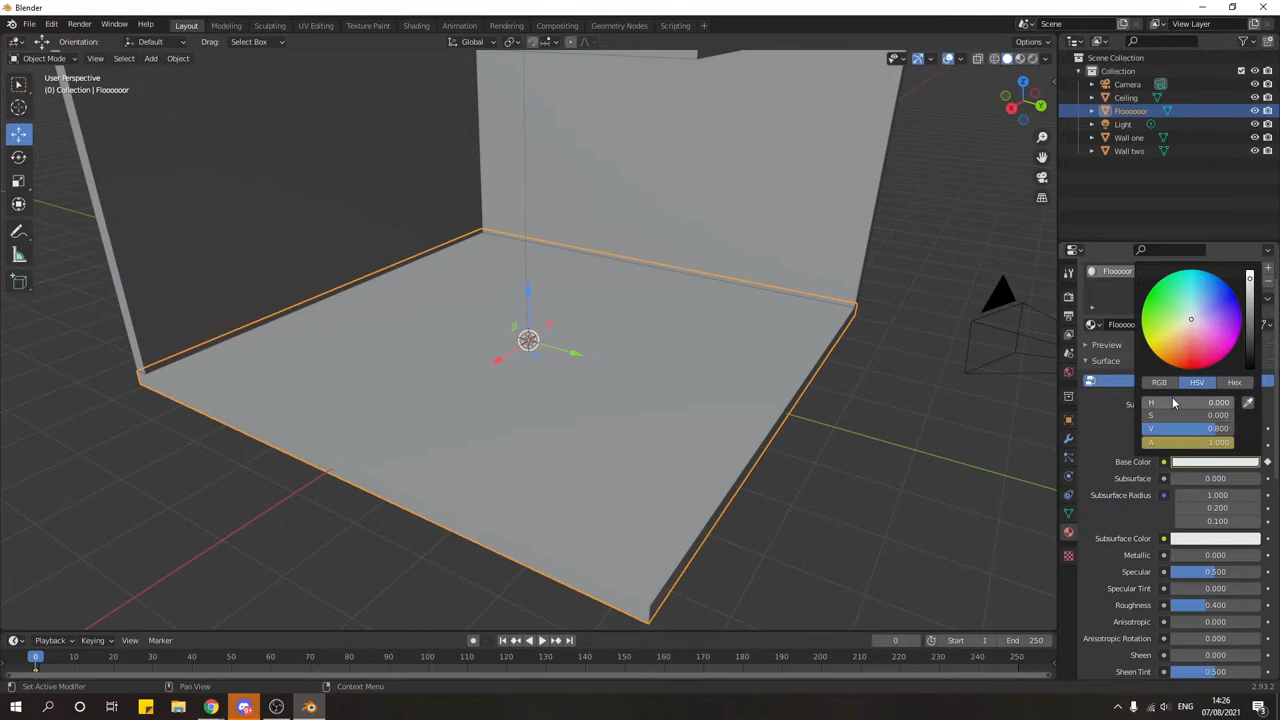 Blender
File Edit Render Window Help Layout Modeling Sculpting UV Editing Texture Paint Shading Animation Rendering Compositing Geometry Nodes Scripting + Scene View Layer
Orientation: Default Drag: Select Box Global Options
Object Mode View Select Add Object
User Perspective
(0) Collection | Floooooor
Z
Y
X
Scene Collection
Collection
Camera
Ceiling
Floooooor
Light
Wall one
Wall two
Flooooor
Flooooo
Preview
Surface
RGB HSV Hex
Su
H 0.000
S 0.000
V 0.800
A 1.000
Base Color
Subsurface 0.000
Subsurface Radius 1.000
0.200
0.100
Subsurface Color
Metallic 0.000
Specular 0.500
Specular Tint 0.000
Roughness 0.400
Anisotropic 0.000
Anisotropic Rotation 0.000
Sheen 0.000
Sheen Tint 0.500
Playback Keying View Marker 0 Start 1 End 250
0 10 20 30 40 50 60 70 80 90 100 110 120 130 140 150 160 170 180 190 200 210 220 230 240 250
Set Active Modifier Pan View Context Menu 2.93.2
ENG 14:26
07/08/2021